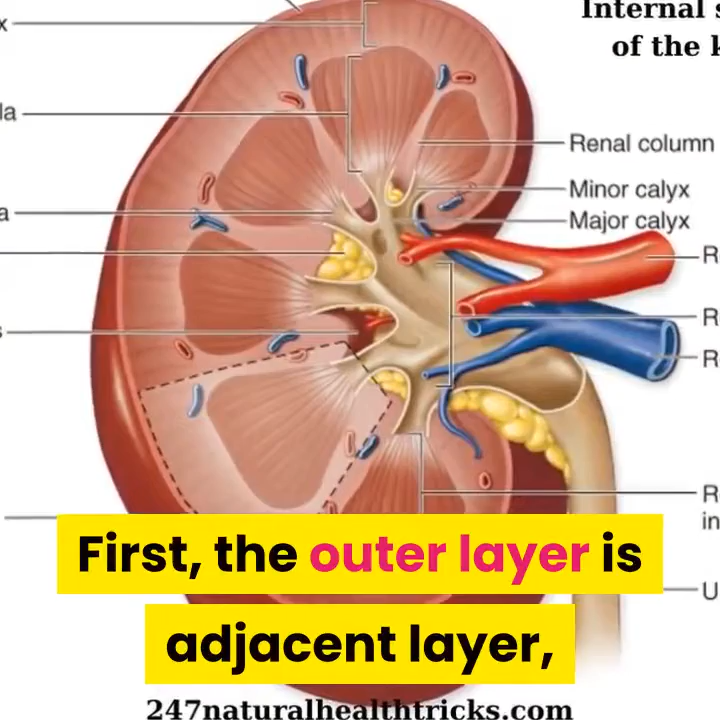 Internal s
of the k
x
la
Renal column
Minor calyx
a
Major calyx
R
R
s
R
R
in
U
First, the outer layer is
adjacent layer,
247naturalhealthtricks.com